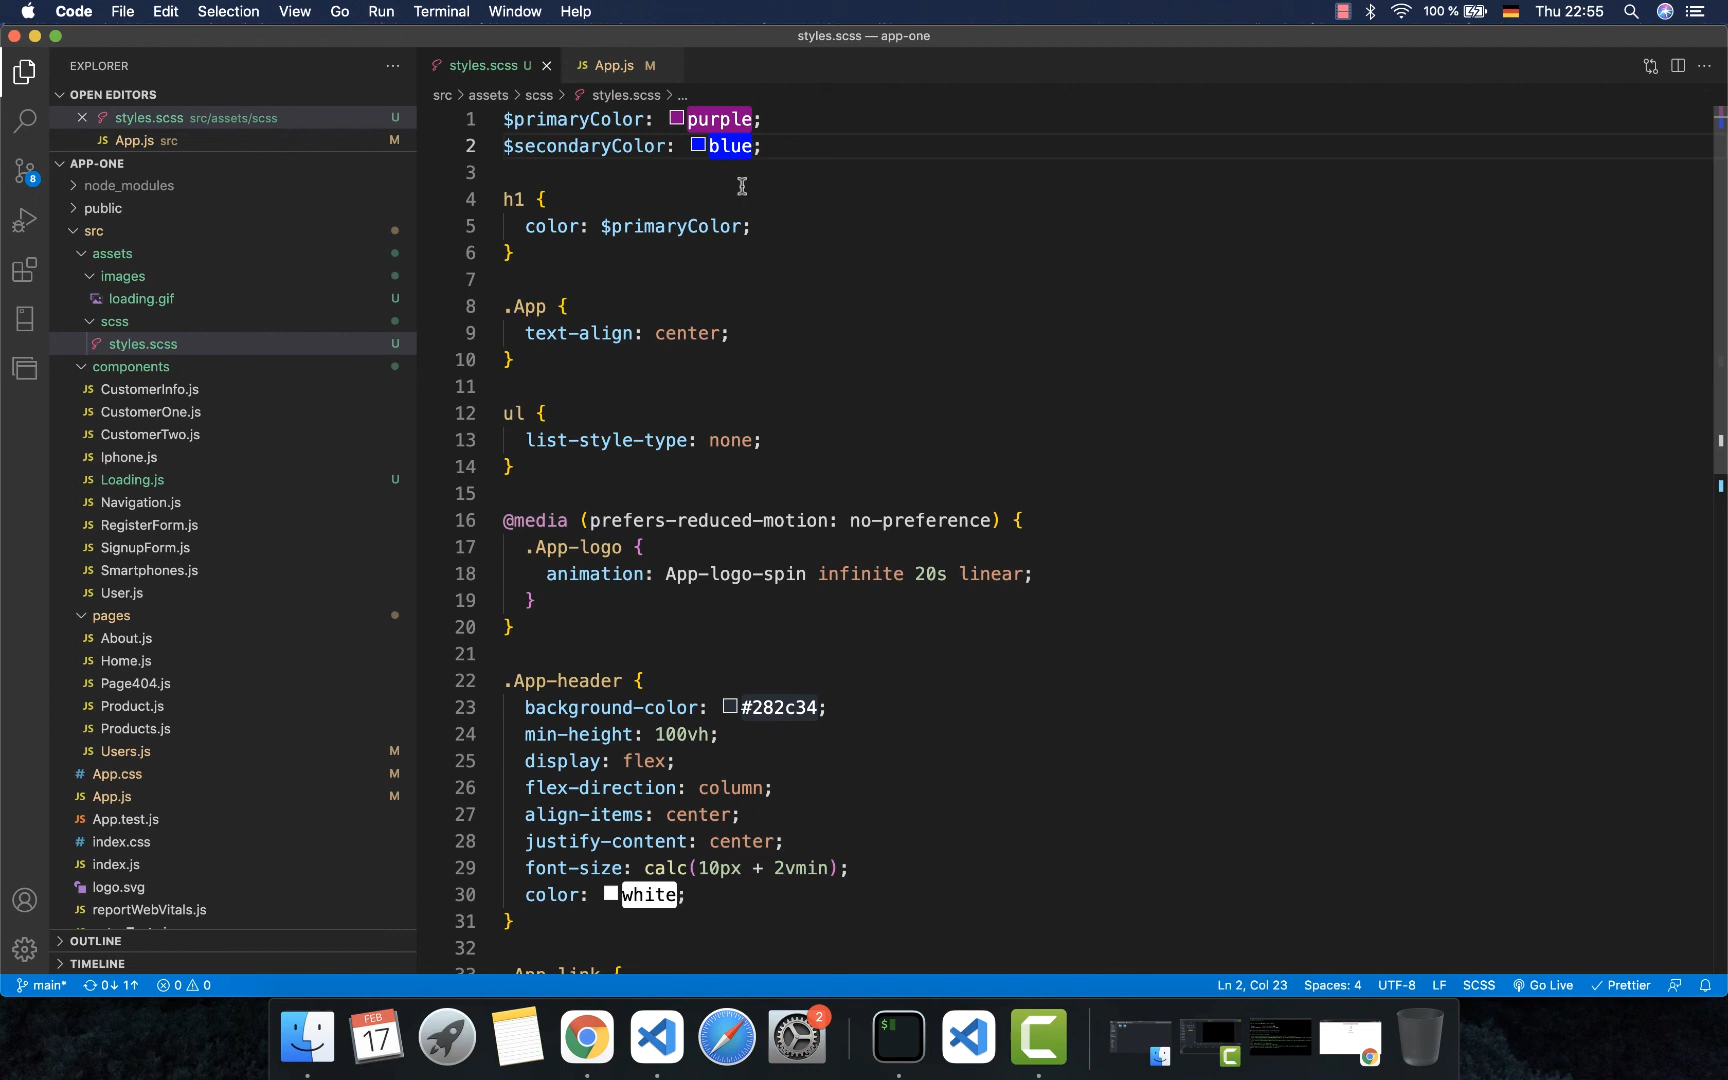 Code File Edit Selection View Go Run Terminal Window Help 100 % Thu 22:55
styles.scss — app-one
EXPLORER
styles.scss U
JS App.js M
OPEN EDITORS
styles.scss src/assets/scss U
JS App.js src M
APP-ONE
node_modules
public
src
assets
images
loading.gif U
scss
styles.scss U
components
JS CustomerInfo.js
JS CustomerOne.js
JS CustomerTwo.js
JS Iphone.js
JS Loading.js U
JS Navigation.js
JS RegisterForm.js
JS SignupForm.js
JS Smartphones.js
JS User.js
pages
JS About.js
JS Home.js
JS Page404.js
JS Product.js
JS Products.js
JS Users.js M
# App.css M
JS App.js M
JS App.test.js
# index.css
JS index.js
logo.svg
JS reportWebVitals.js
OUTLINE
TIMELINE
8
src > assets > scss > styles.scss > ...
1 $primaryColor: purple;
2 $secondaryColor: blue;
3
4 h1 {
5 color: $primaryColor;
6 }
7
8 .App {
9 text-align: center;
10 }
11
12 ul {
13 list-style-type: none;
14 }
15
16 @media (prefers-reduced-motion: no-preference) {
17 .App-logo {
18 animation: App-logo-spin infinite 20s linear;
19 }
20 }
21
22 .App-header {
23 background-color: #282c34;
24 min-height: 100vh;
25 display: flex;
26 flex-direction: column;
27 align-items: center;
28 justify-content: center;
29 font-size: calc(10px + 2vmin);
30 color: white;
31 }
32
33 .App-link {
main* 0↓ 1↑ 0 0 Ln 2, Col 23 Spaces: 4 UTF-8 LF SCSS Go Live Prettier
FEB
17
2
$